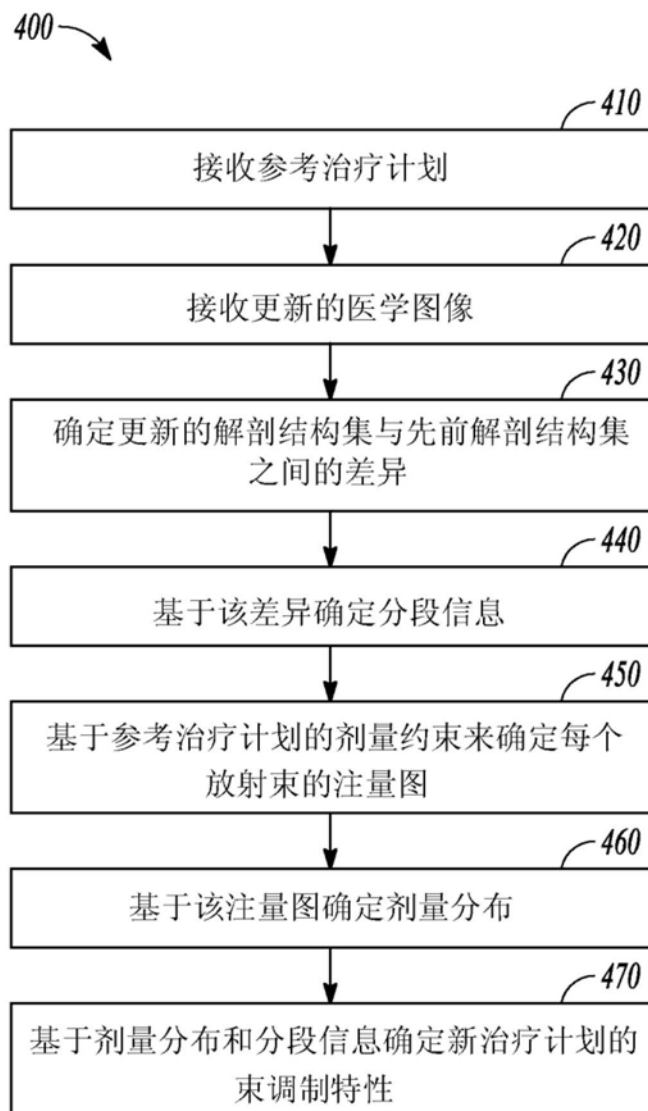 400
410
接收参考治疗计划
420
接收更新的医学图像
430
确定更新的解剖结构集与先前解剖结构集
之间的差异
440
基于该差异确定分段信息
450
基于参考治疗计划的剂量约束来确定每个
放射束的注量图
460
基于该注量图确定剂量分布
470
基于剂量分布和分段信息确定新治疗计划的
束调制特性